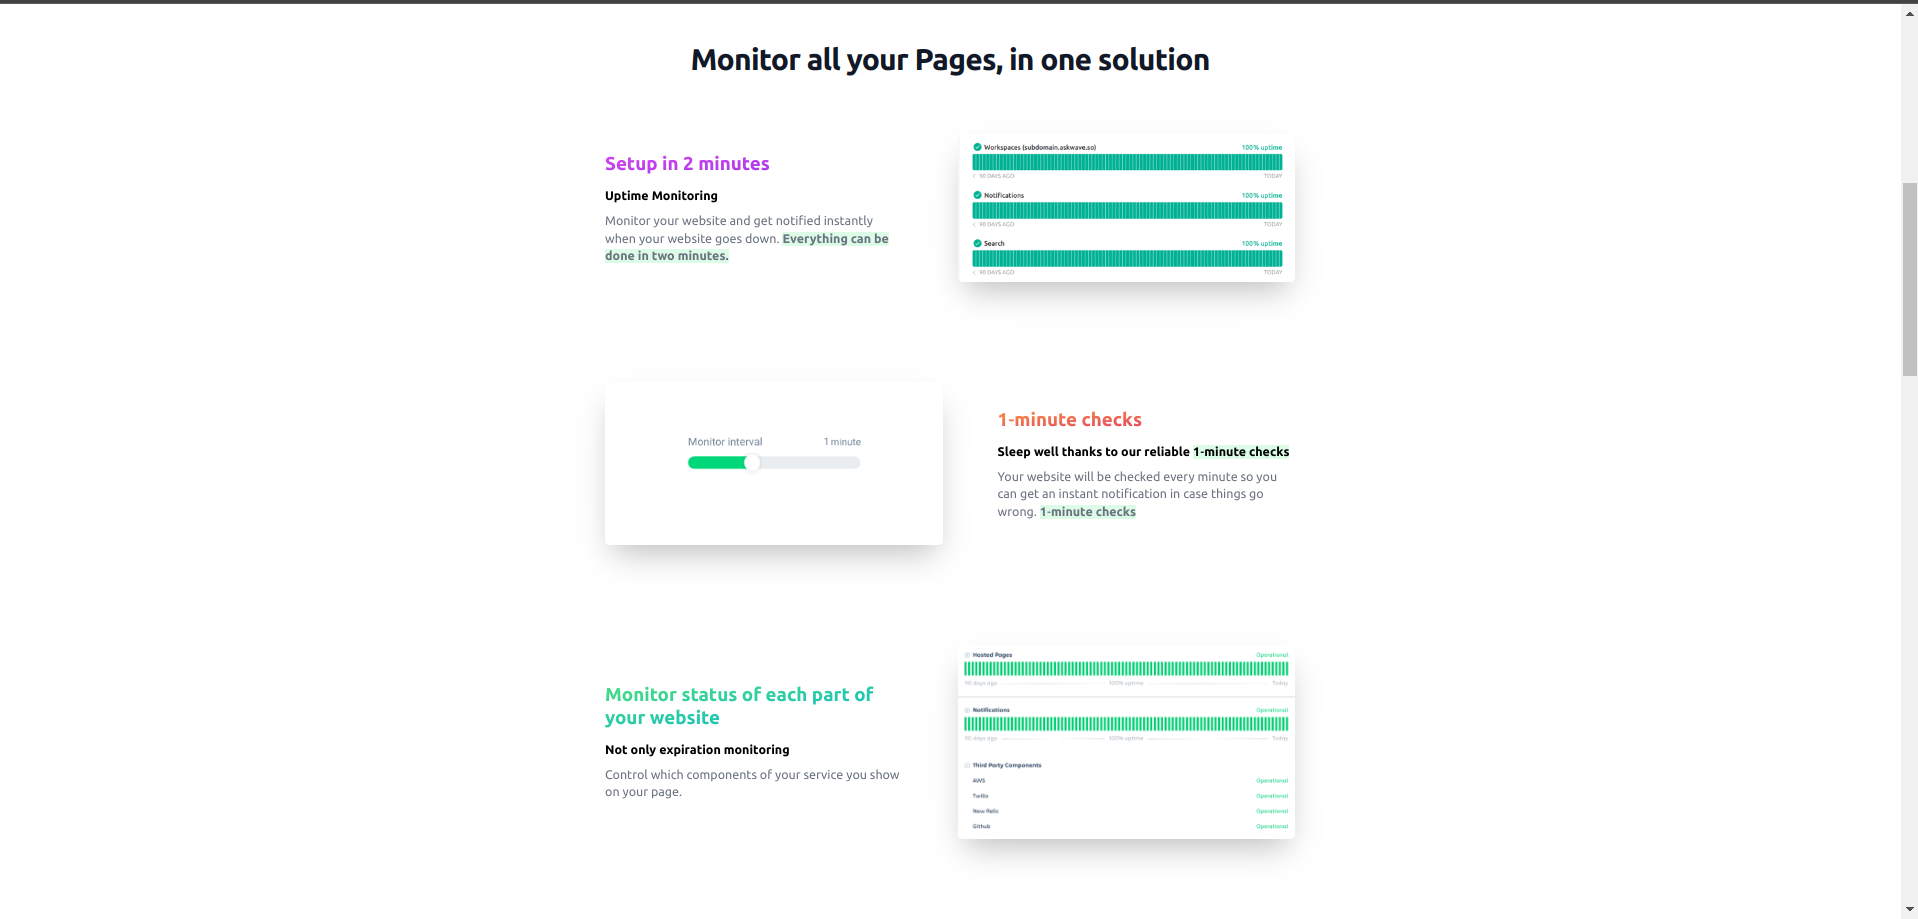 Monitor all your Pages, in one solution
Setup in 2 minutes
Uptime Monitoring
Monitor your website and get notified instantly
when your website goes down. Everything can be
done in two minutes.
Workspaces (subdomain.askwave.so) 100% uptime
< 90 DAYS AGO TODAY
Notifications 100% uptime
< 90 DAYS AGO TODAY
Search 100% uptime
< 90 DAYS AGO TODAY
Monitor interval 1 minute
1-minute checks
Sleep well thanks to our reliable 1-minute checks
Your website will be checked every minute so you
can get an instant notification in case things go
wrong. 1-minute checks
Monitor status of each part of
your website
Not only expiration monitoring
Control which components of your service you show
on your page.
Hosted Pages Operational
90 days ago 100% uptime Today
Notifications Operational
90 days ago 100% uptime Today
Third Party Components
AWS Operational
Twilio Operational
New Relic Operational
Github Operational